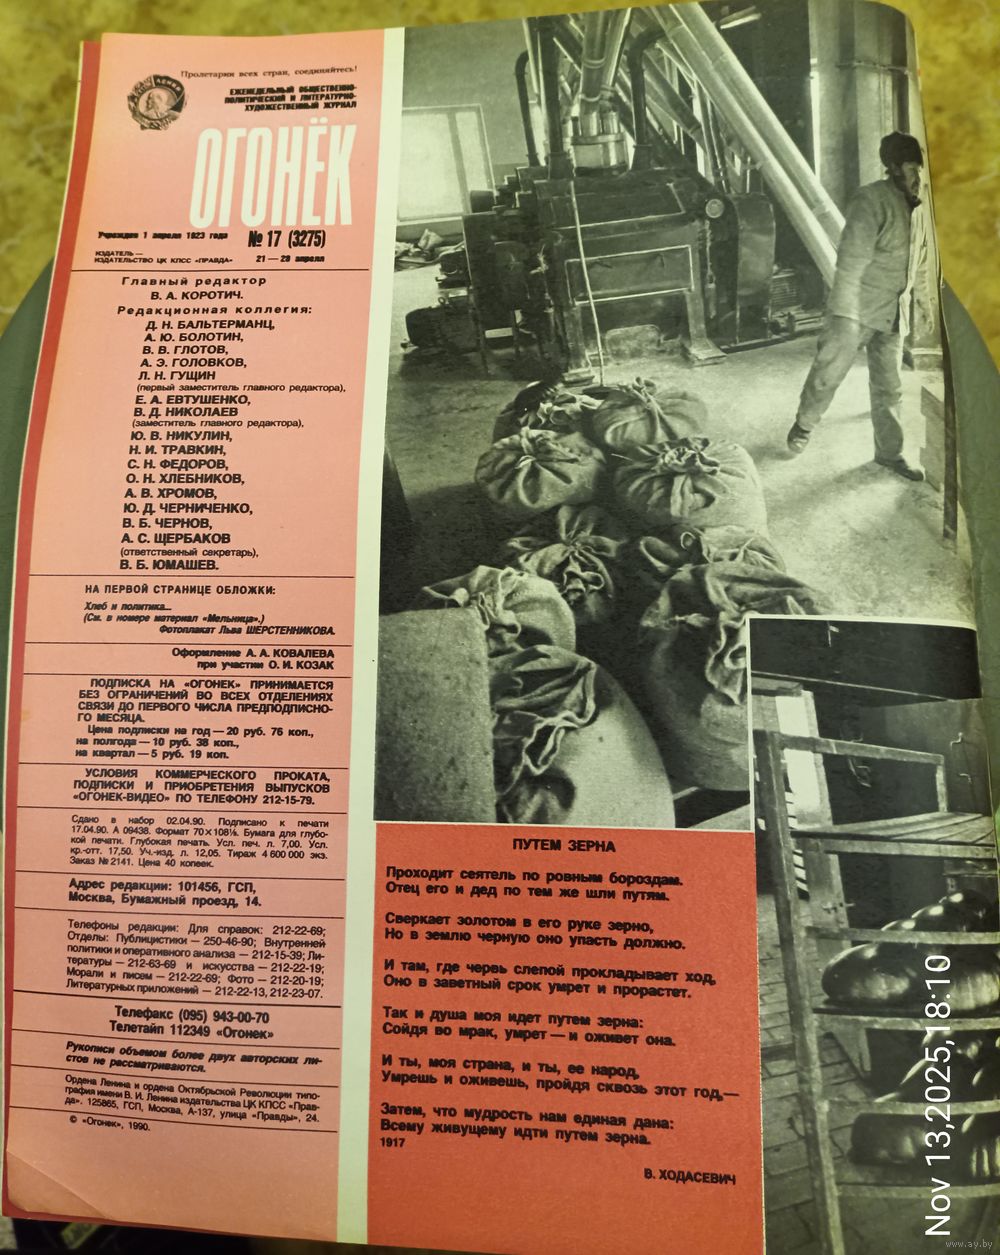 Пролетарии всех стран, соединяйтесь!
ЕЖЕНЕДЕЛЬНЫЙ ОБЩЕСТВЕННО-
ПОЛИТИЧЕСКИЙ И ЛИТЕРАТУРНО-
ХУДОЖЕСТВЕННЫЙ ЖУРНАЛ
ОГОНЁК
Учрежден 1 апреля 1923 года
№ 17 (3275)
ИЗДАТЕЛЬ —
ИЗДАТЕЛЬСТВО ЦК КПСС «ПРАВДА»
21 — 28 апреля
Главный редактор
В. А. КОРОТИЧ.
Редакционная коллегия:
Д. Н. БАЛЬТЕРМАНЦ,
А. Ю. БОЛОТИН,
В. В. ГЛОТОВ,
А. Э. ГОЛОВКОВ,
Л. Н. ГУЩИН
(первый заместитель главного редактора),
Е. А. ЕВТУШЕНКО,
В. Д. НИКОЛАЕВ
(заместитель главного редактора),
Ю. В. НИКУЛИН,
Н. И. ТРАВКИН,
С. Н. ФЕДОРОВ,
О. Н. ХЛЕБНИКОВ,
А. В. ХРОМОВ,
Ю. Д. ЧЕРНИЧЕНКО,
В. Б. ЧЕРНОВ,
А. С. ЩЕРБАКОВ
(ответственный секретарь),
В. Б. ЮМАШЕВ.
НА ПЕРВОЙ СТРАНИЦЕ ОБЛОЖКИ:
Хлеб и политика...
(См. в номере материал «Мельница».)
Фотоплакат Льва ШЕРСТЕННИКОВА.
Оформление А. А. КОВАЛЕВА
при участии О. И. КОЗАК
ПОДПИСКА НА «ОГОНЕК» ПРИНИМАЕТСЯ
БЕЗ ОГРАНИЧЕНИЙ ВО ВСЕХ ОТДЕЛЕНИЯХ
СВЯЗИ ДО ПЕРВОГО ЧИСЛА ПРЕДПОДПИСНО-
ГО МЕСЯЦА.
Цена подписки на год — 20 руб. 76 коп.,
на полгода — 10 руб. 38 коп.,
на квартал — 5 руб. 19 коп.
УСЛОВИЯ КОММЕРЧЕСКОГО ПРОКАТА,
ПОДПИСКИ И ПРИОБРЕТЕНИЯ ВЫПУСКОВ
«ОГОНЕК-ВИДЕО» ПО ТЕЛЕФОНУ 212-15-79.
Сдано в набор 02.04.90. Подписано к печати
17.04.90. А 09438. Формат 70×108⅛. Бумага для глубо-
кой печати. Глубокая печать. Усл. печ. л. 7,00. Усл.
кр.-отт. 17,50. Уч.-изд. л. 12,05. Тираж 4 600 000 экз.
Заказ № 2141. Цена 40 копеек.
Адрес редакции: 101456, ГСП,
Москва, Бумажный проезд, 14.
Телефоны редакции: Для справок: 212-22-69;
Отделы: Публицистики — 250-46-90; Внутренней
политики и оперативного анализа — 212-15-39; Ли-
тературы — 212-63-69 и искусства — 212-22-19;
Морали и писем — 212-22-69; Фото — 212-20-19;
Литературных приложений — 212-22-13, 212-23-07.
Телефакс (095) 943-00-70
Телетайп 112349 «Огонек»
Рукописи объемом более двух авторских ли-
стов не рассматриваются.
Ордена Ленина и ордена Октябрьской Революции типо-
графия имени В. И. Ленина издательства ЦК КПСС «Прав-
да». 125865, ГСП, Москва, А-137, улица «Правды», 24.
© «Огонек», 1990.
ПУТЕМ ЗЕРНА
Проходит сеятель по ровным бороздам.
Отец его и дед по тем же шли путям.
Сверкает золотом в его руке зерно,
Но в землю черную оно упасть должно.
И там, где червь слепой прокладывает ход,
Оно в заветный срок умрет и прорастет.
Так и душа моя идет путем зерна:
Сойдя во мрак, умрет — и оживет она.
И ты, моя страна, и ты, ее народ,
Умрешь и оживешь, пройдя сквозь этот год, —
Затем, что мудрость нам единая дана:
Всему живущему идти путем зерна.
1917
В. ХОДАСЕВИЧ
Nov 13,2025,18:10
www.ay.by